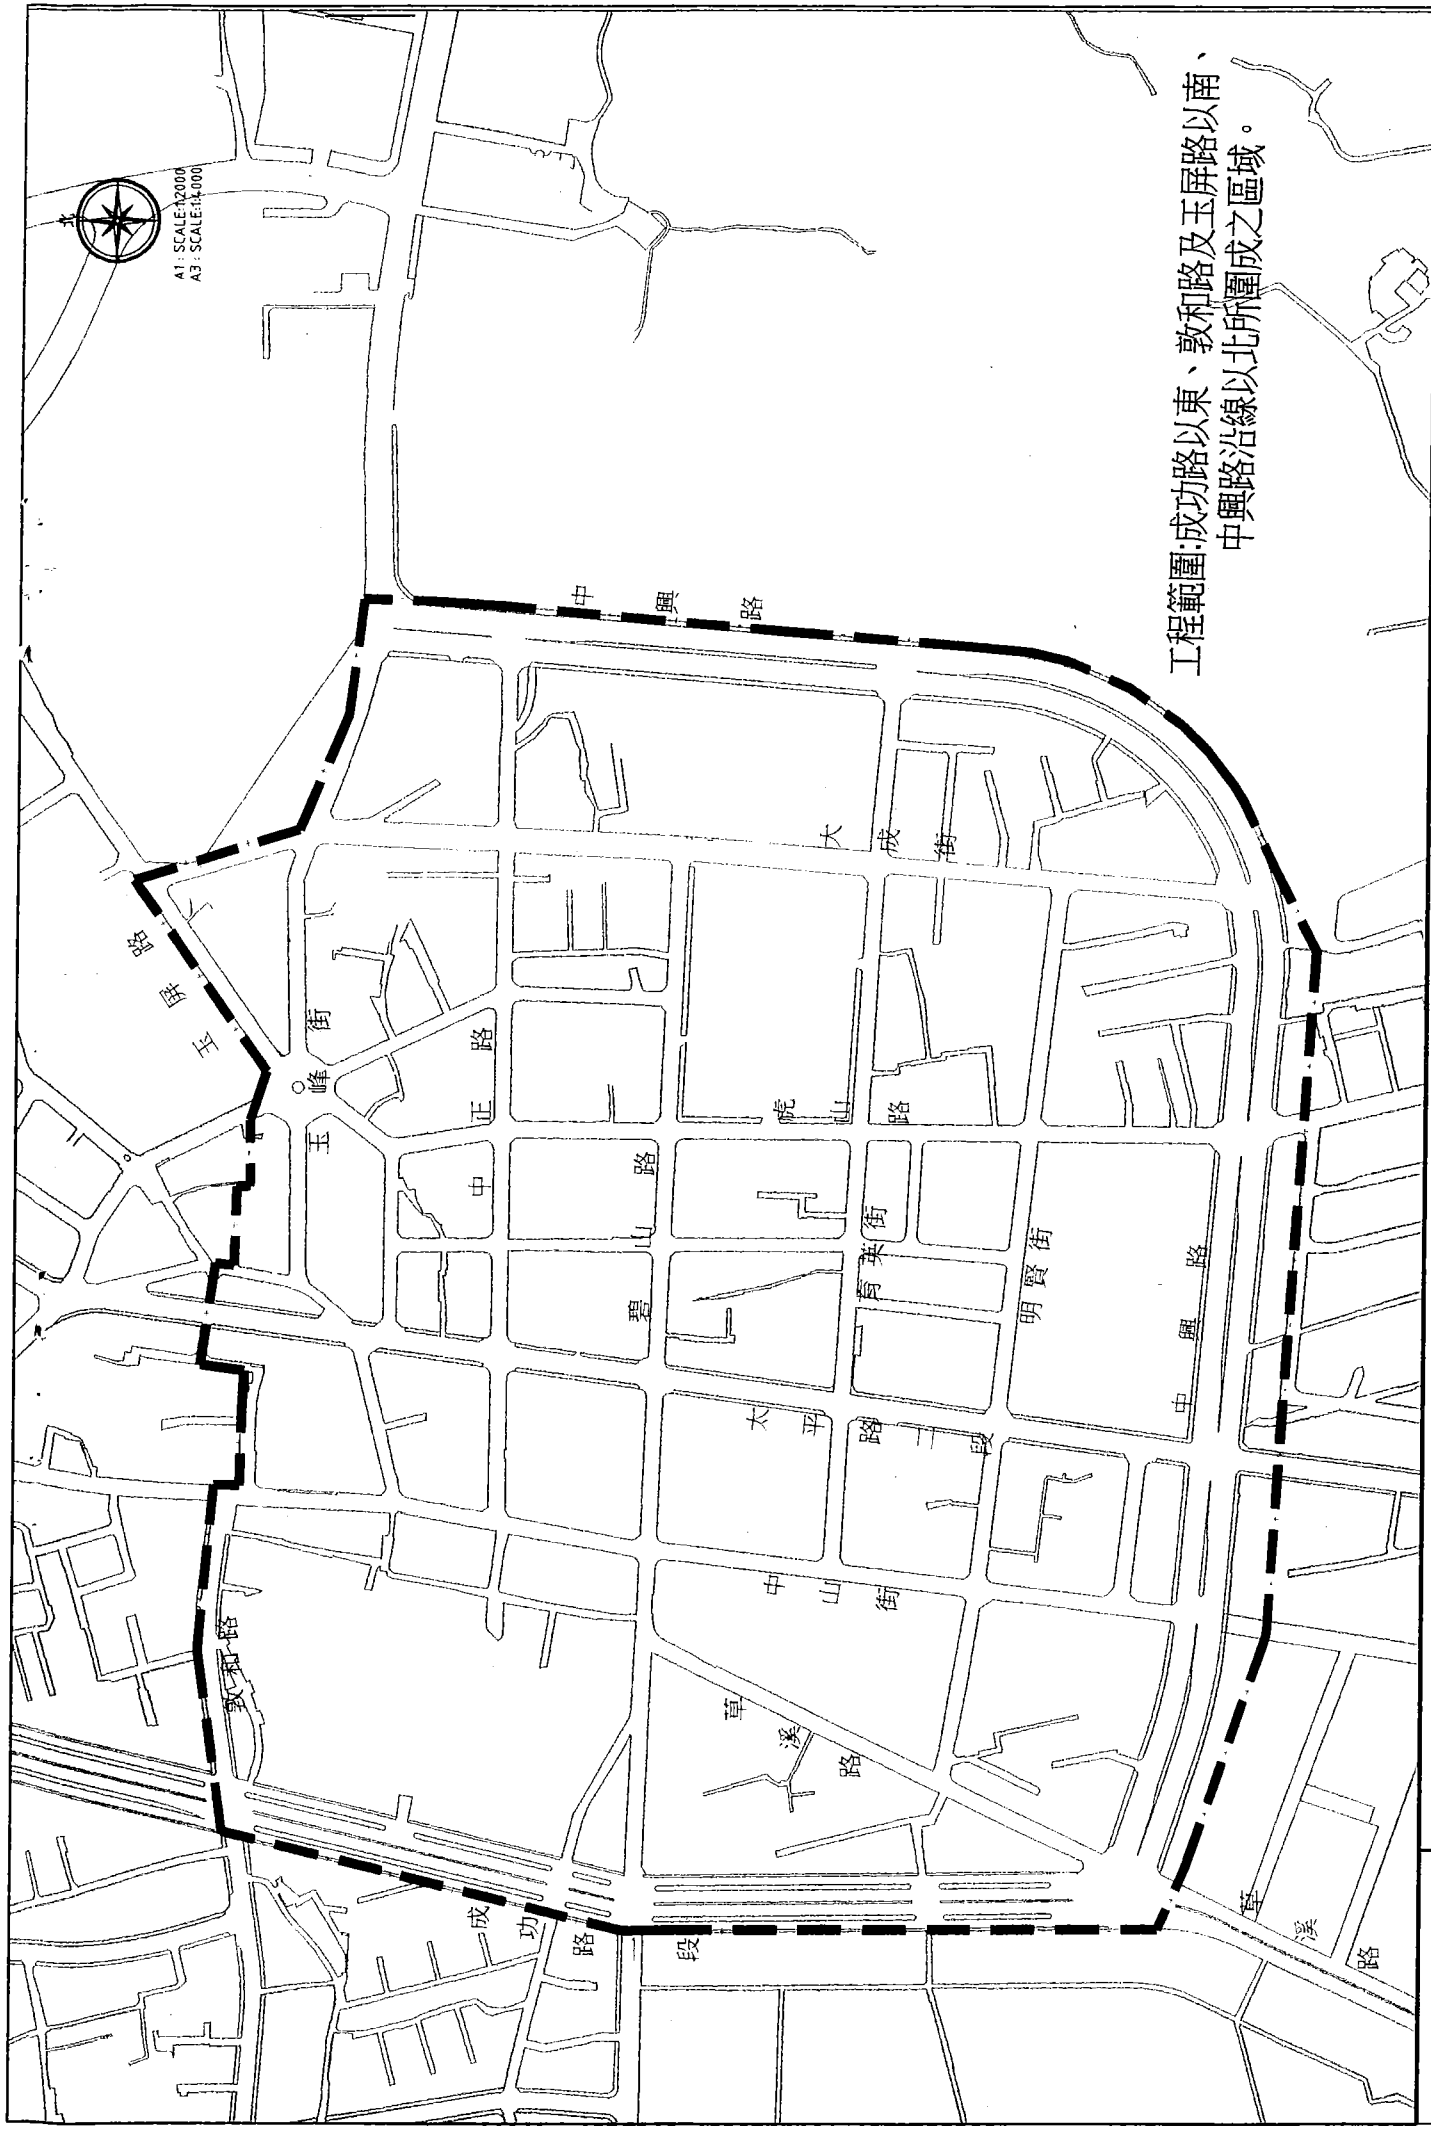 北
A1 : SCALE:1:2000
A3 : SCALE:1:4000
工程範圍:成功路以東、敦和路及玉屏路以南、
中興路沿線以北所圍成之區域。
玉屏路
中興路
大成街
玉峰街
中正路
虎山路
碧山路
育英街
明賢街
中興路
太平路二段
中山街
敦和路
草溪路
成功路
段
草溪路